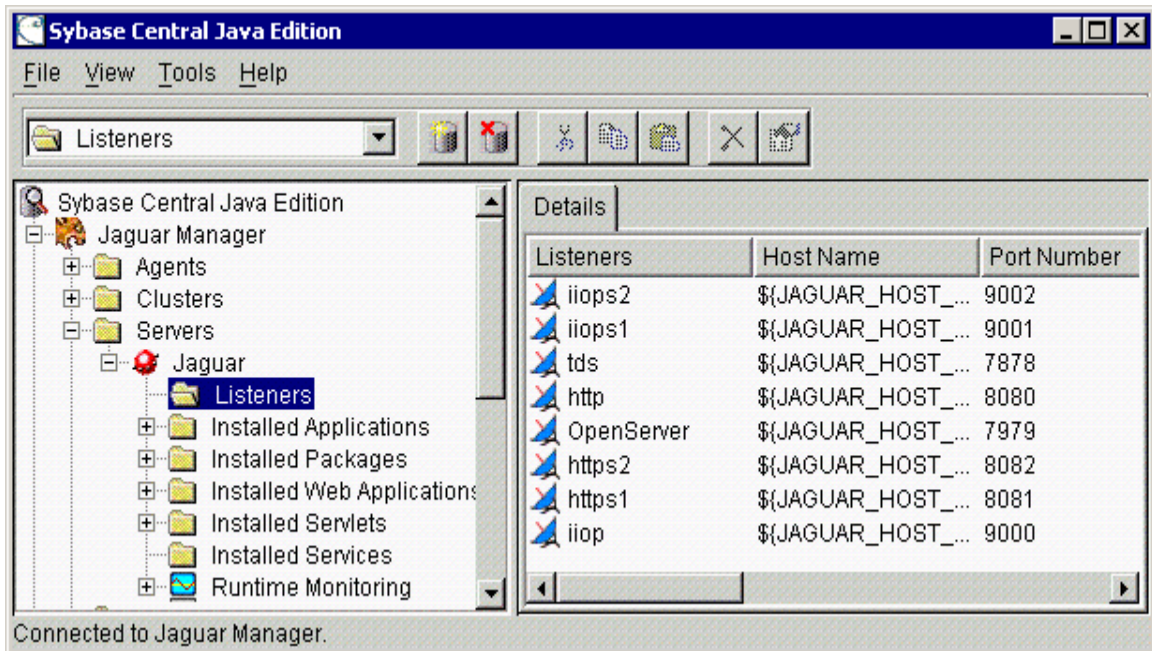 Sybase Central Java Edition
File View Tools Help
Listeners
Sybase Central Java Edition
Jaguar Manager
Agents
Clusters
Servers
Jaguar
Listeners
Installed Applications
Installed Packages
Installed Web Applications
Installed Servlets
Installed Services
Runtime Monitoring
Details
Listeners Host Name Port Number
iiops2 ${JAGUAR_HOST_... 9002
iiops1 ${JAGUAR_HOST_... 9001
tds ${JAGUAR_HOST_... 7878
http ${JAGUAR_HOST_... 8080
OpenServer ${JAGUAR_HOST_... 7979
https2 ${JAGUAR_HOST_... 8082
https1 ${JAGUAR_HOST_... 8081
iiop ${JAGUAR_HOST_... 9000
Connected to Jaguar Manager.